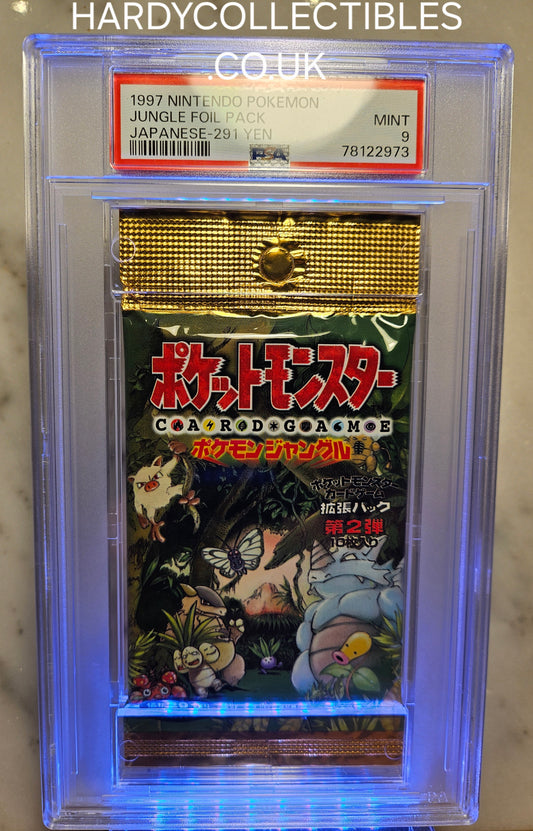 HARDYCOLLECTIBLES
.CO.UK
1997 NINTENDO POKEMON
JUNGLE FOIL PACK
JAPANESE-291 YEN
MINT
9
78122973
PSA
ポケットモンスター
CARD GAME
ポケモンジャングル
ポケットモンスター
カードゲーム
拡張パック
第2弾
10枚入り